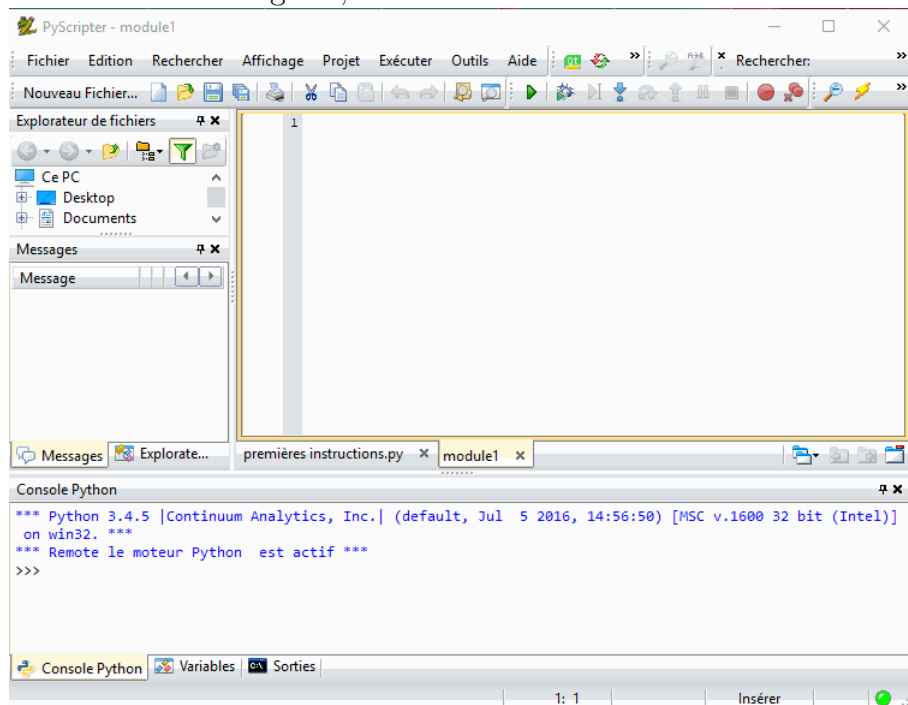 PyScripter - module1
Fichier Edition Rechercher Affichage Projet Exécuter Outils Aide Rechercher:
Nouveau Fichier...
Explorateur de fichiers
1
Ce PC
Desktop
Documents
Messages
Message
Messages Explorate...
premières instructions.py module1
Console Python
*** Python 3.4.5 |Continuum Analytics, Inc.| (default, Jul  5 2016, 14:56:50) [MSC v.1600 32 bit (Intel)]
on win32. ***
*** Remote le moteur Python  est actif ***
>>>
Console Python Variables Sorties
1: 1 Insérer